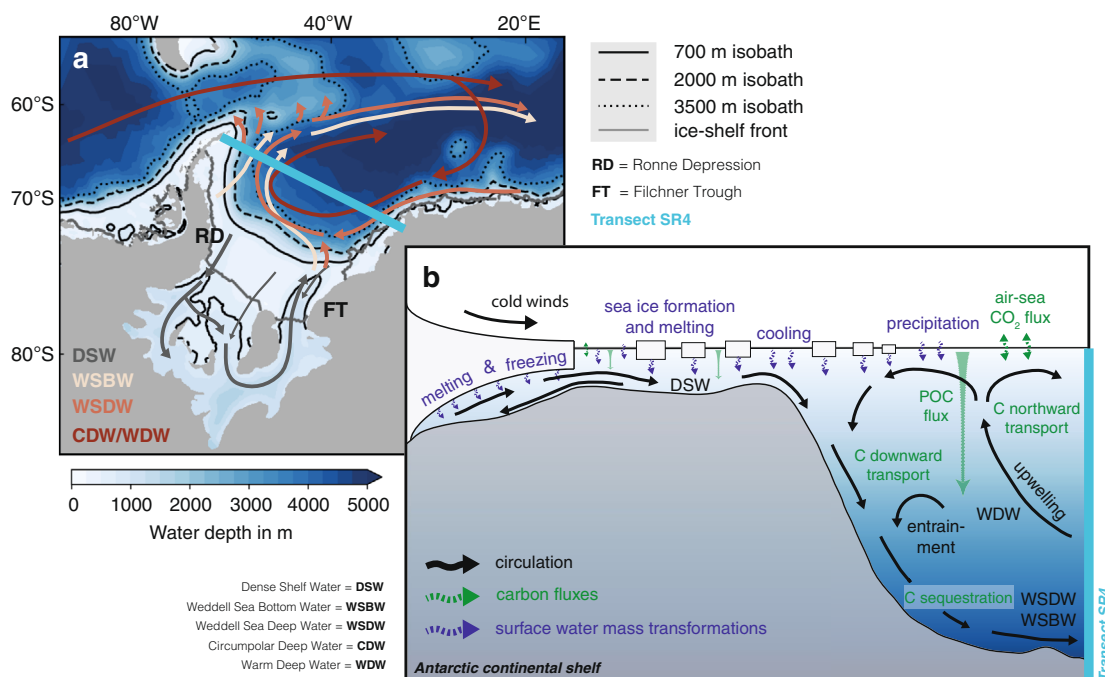 80°W
40°W
20°E
a
60°S
70°S
80°S
RD
FT
DSW
WSBW
WSDW
CDW/WDW
0
1000
2000
3000
4000
5000
Water depth in m
700 m isobath
2000 m isobath
3500 m isobath
ice-shelf front
RD = Ronne Depression
FT = Filchner Trough
Transect SR4
Dense Shelf Water = DSW
Weddell Sea Bottom Water = WSBW
Weddell Sea Deep Water = WSDW
Circumpolar Deep Water = CDW
Warm Deep Water = WDW
b
cold winds
sea ice formation
and melting
cooling
precipitation
air-sea
CO₂ flux
melting & freezing
DSW
POC
flux
C northward
transport
C downward
transport
upwelling
WDW
entrain-
ment
C sequestration
WSDW
WSBW
circulation
carbon fluxes
surface water mass transformations
Antarctic continental shelf
Transect SR4